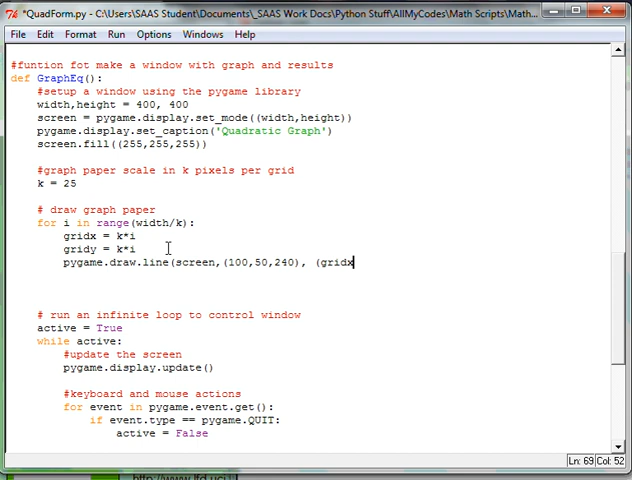 *QuadForm.py - C:\Users\SAAS Student\Documents\_SAAS Work Docs\Python Stuff\AllMyCodes\Math Scripts\Math...
File Edit Format Run Options Windows Help
#funtion fot make a window with graph and results
def GraphEq():
    #setup a window using the pygame library
    width,height = 400, 400
    screen = pygame.display.set_mode((width,height))
    pygame.display.set_caption('Quadratic Graph')
    screen.fill((255,255,255))
    #graph paper scale in k pixels per grid
    k = 25
    # draw graph paper
    for i in range(width/k):
        gridx = k*i
        gridy = k*i
        pygame.draw.line(screen,(100,50,240), (gridx
    # run an infinite loop to control window
    active = True
    while active:
        #update the screen
        pygame.display.update()
        #keyboard and mouse actions
        for event in pygame.event.get():
            if event.type == pygame.QUIT:
                active = False
Ln: 69 Col: 52